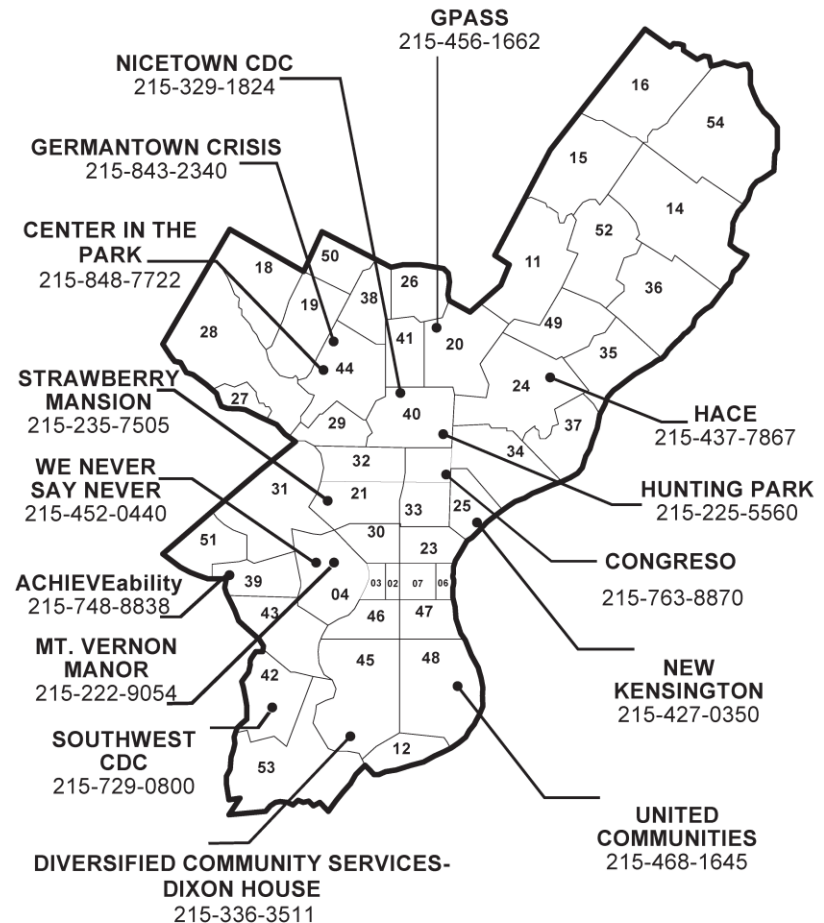 GPASS
215-456-1662
NICETOWN CDC
215-329-1824
GERMANTOWN CRISIS
215-843-2340
CENTER IN THE
PARK
215-848-7722
STRAWBERRY
MANSION
215-235-7505
WE NEVER
SAY NEVER
215-452-0440
ACHIEVEability
215-748-8838
MT. VERNON
MANOR
215-222-9054
SOUTHWEST
CDC
215-729-0800
DIVERSIFIED COMMUNITY SERVICES-
DIXON HOUSE
215-336-3511
HACE
215-437-7867
HUNTING PARK
215-225-5560
CONGRESO
215-763-8870
NEW
KENSINGTON
215-427-0350
UNITED
COMMUNITIES
215-468-1645
16
54
15
14
52
11
36
50
18
26
38
19
49
28
41
20
35
44
24
27
40
37
29
34
32
31
21
25
33
30
51
23
39
03
02
07
06
04
43
46
47
45
48
42
12
53